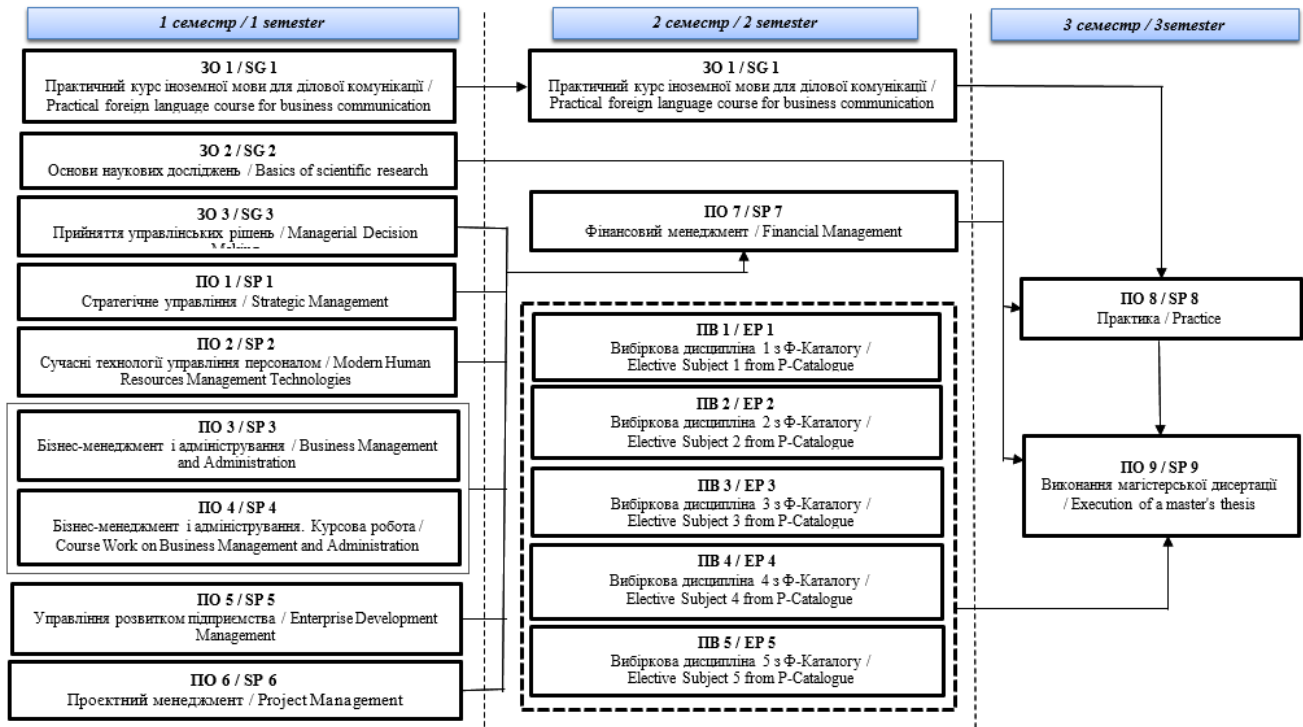 1 семестр / 1 semester
ЗО 1 / SG 1
Практичний курс іноземної мови для ділової комунікації /
Practical foreign language course for business communication
ЗО 2 / SG 2
Основи наукових досліджень / Basics of scientific research
ЗО 3 / SG 3
Прийняття управлінських рішень / Managerial Decision
Making
ПО 1 / SP 1
Стратегічне управління / Strategic Management
ПО 2 / SP 2
Сучасні технології управління персоналом / Modern Human
Resources Management Technologies
ПО 3 / SP 3
Бізнес-менеджмент і адміністрування / Business Management
and Administration
ПО 4 / SP 4
Бізнес-менеджмент і адміністрування. Курсова робота /
Course Work on Business Management and Administration
ПО 5 / SP 5
Управління розвитком підприємства / Enterprise Development
Management
ПО 6 / SP 6
Проєктний менеджмент / Project Management
2 семестр / 2 semester
ЗО 1 / SG 1
Практичний курс іноземної мови для ділової комунікації /
Practical foreign language course for business communication
ПО 7 / SP 7
Фінансовий менеджмент / Financial Management
ПВ 1 / EP 1
Вибіркова дисципліна 1 з Ф-Каталогу /
Elective Subject 1 from P-Catalogue
ПВ 2 / EP 2
Вибіркова дисципліна 2 з Ф-Каталогу /
Elective Subject 2 from P-Catalogue
ПВ 3 / EP 3
Вибіркова дисципліна 3 з Ф-Каталогу /
Elective Subject 3 from P-Catalogue
ПВ 4 / EP 4
Вибіркова дисципліна 4 з Ф-Каталогу /
Elective Subject 4 from P-Catalogue
ПВ 5 / EP 5
Вибіркова дисципліна 5 з Ф-Каталогу /
Elective Subject 5 from P-Catalogue
3 семестр / 3semester
ПО 8 / SP 8
Практика / Practice
ПО 9 / SP 9
Виконання магістерської дисертації
/ Execution of a master's thesis